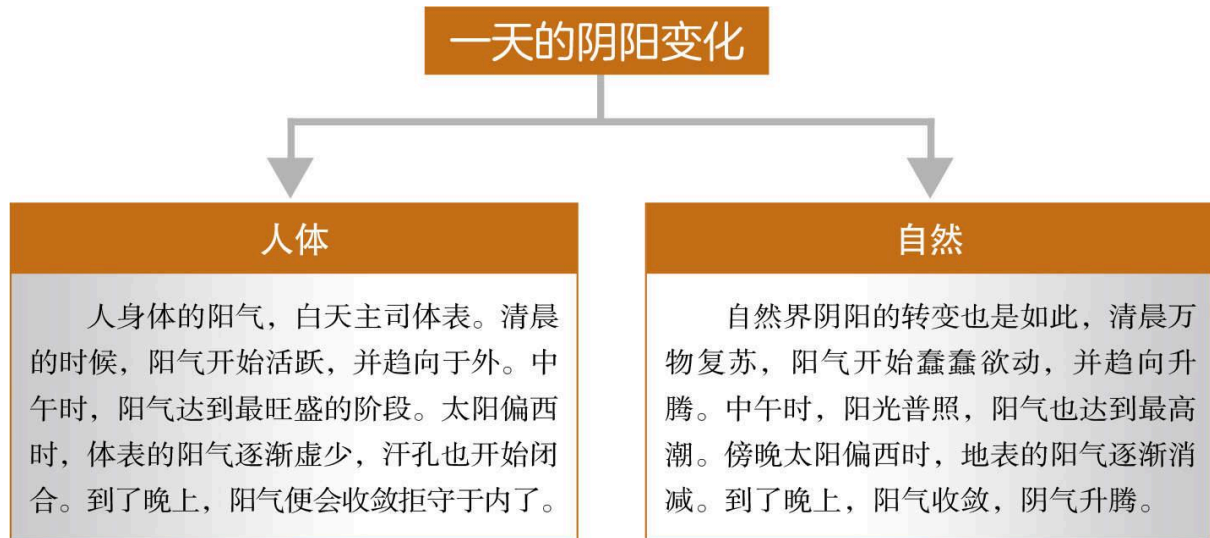 一天的阴阳变化
人体
人身体的阳气，白天主司体表。清晨
的时候，阳气开始活跃，并趋向于外。中
午时，阳气达到最旺盛的阶段。太阳偏西
时，体表的阳气逐渐虚少，汗孔也开始闭
合。到了晚上，阳气便会收敛拒守于内了。
自然
自然界阴阳的转变也是如此，清晨万
物复苏，阳气开始蠢蠢欲动，并趋向升
腾。中午时，阳光普照，阳气也达到最高
潮。傍晚太阳偏西时，地表的阳气逐渐消
减。到了晚上，阳气收敛，阴气升腾。